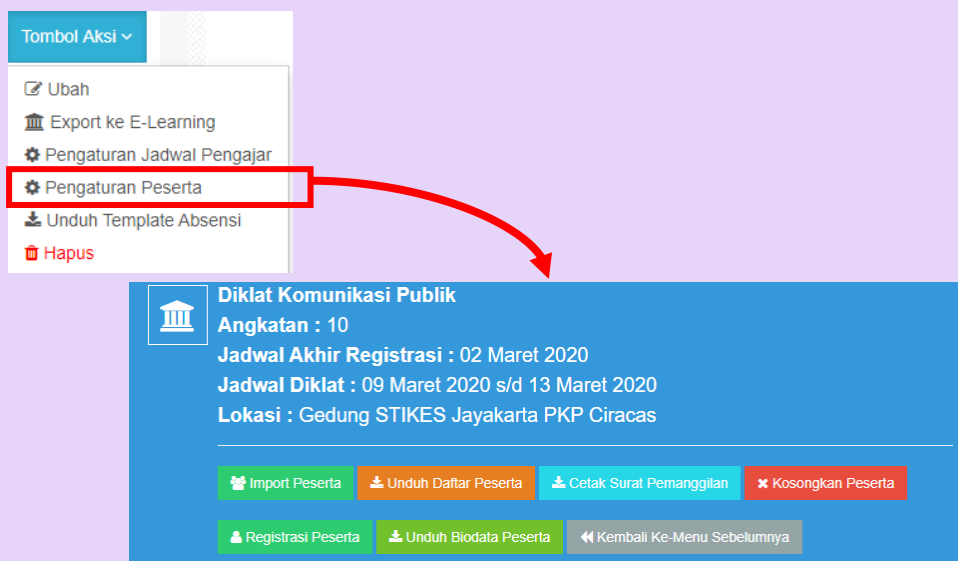 Tombol Aksi
Ubah
Export ke E-Learning
Pengaturan Jadwal Pengajar
Pengaturan Peserta
Unduh Template Absensi
Hapus
Diklat Komunikasi Publik
Angkatan : 10
Jadwal Akhir Registrasi : 02 Maret 2020
Jadwal Diklat : 09 Maret 2020 s/d 13 Maret 2020
Lokasi : Gedung STIKES Jayakarta PKP Ciracas
Import Peserta Unduh Daftar Peserta Cetak Surat Pemanggilan Kosongkan Peserta
Registrasi Peserta Unduh Biodata Peserta Kembali Ke-Menu Sebelumnya